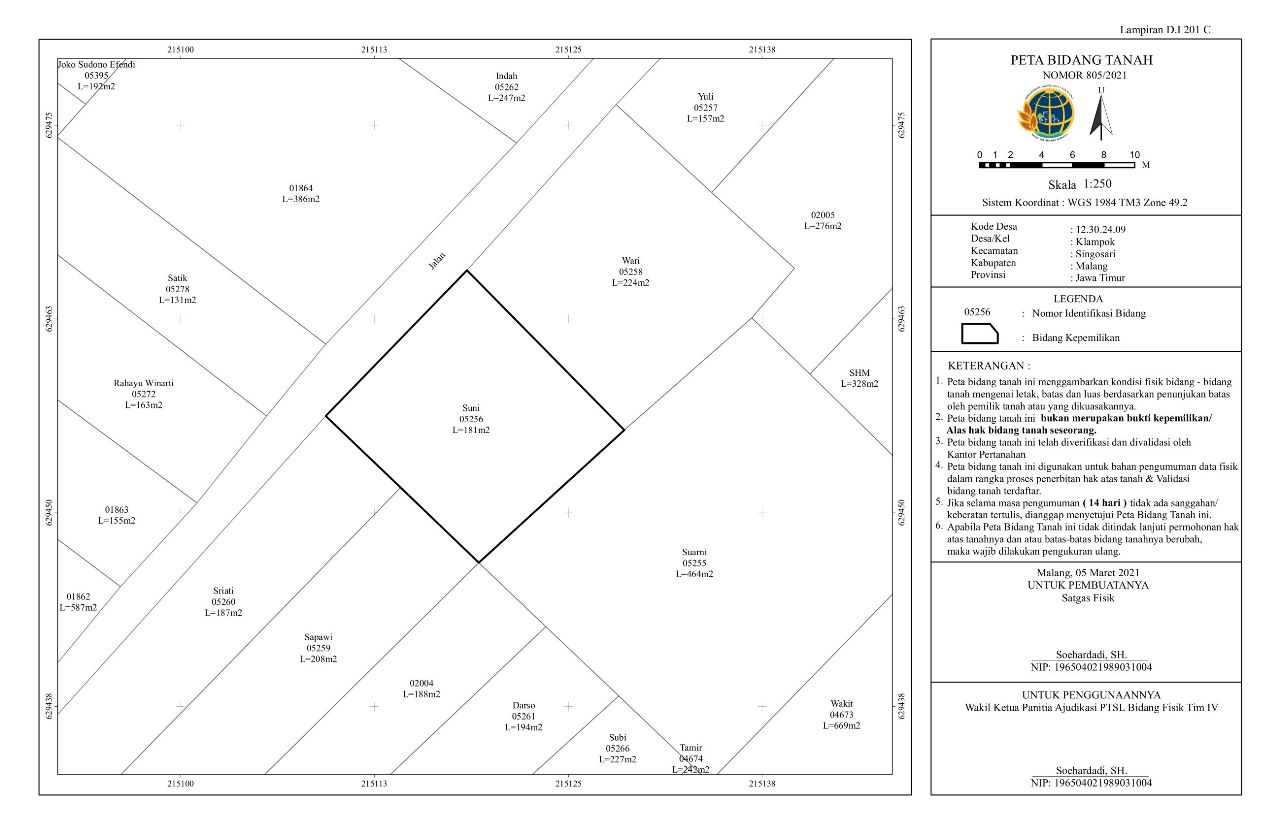 Lampiran D.I 201 C
215100 215113 215125 215138
629475
629463
629450
629438
629475
629463
629450
629438
215100 215113 215125 215138
Joko Sudono Efendi
05395
L=192m2
Indah
05262
L=247m2
Yuli
05257
L=157m2
01864
L=386m2
02005
L=276m2
Jalan
Wari
05258
L=224m2
Satik
05278
L=131m2
Rahayu Winarti
05272
L=163m2
SHM
L=328m2
Suni
05256
L=181m2
01863
L=155m2
Suarni
05255
L=464m2
01862
L=587m2
Sriati
05260
L=187m2
Sapawi
05259
L=208m2
02004
L=188m2
Darso
05261
L=194m2
Subi
05266
L=227m2
Tamir
04674
L=242m2
Wakit
04673
L=669m2
PETA BIDANG TANAH
NOMOR 805/2021
U
0 1 2 4 6 8 10
M
Skala 1:250
Sistem Koordinat : WGS 1984 TM3 Zone 49.2
Kode Desa : 12.30.24.09
Desa/Kel : Klampok
Kecamatan : Singosari
Kabupaten : Malang
Provinsi : Jawa Timur
LEGENDA
05256 : Nomor Identifikasi Bidang
: Bidang Kepemilikan
KETERANGAN :
1. Peta bidang tanah ini menggambarkan kondisi fisik bidang - bidang
tanah mengenai letak, batas dan luas berdasarkan penunjukan batas
oleh pemilik tanah atau yang dikuasakannya.
2. Peta bidang tanah ini bukan merupakan bukti kepemilikan/
Alas hak bidang tanah seseorang.
3. Peta bidang tanah ini telah diverifikasi dan divalidasi oleh
Kantor Pertanahan
4. Peta bidang tanah ini digunakan untuk bahan pengumuman data fisik
dalam rangka proses penerbitan hak atas tanah & Validasi
bidang tanah terdaftar.
5. Jika selama masa pengumuman ( 14 hari ) tidak ada sanggahan/
keberatan tertulis, dianggap menyetujui Peta Bidang Tanah ini.
6. Apabila Peta Bidang Tanah ini tidak ditindak lanjuti permohonan hak
atas tanahnya dan atau batas-batas bidang tanahnya berubah,
maka wajib dilakukan pengukuran ulang.
Malang, 05 Maret 2021
UNTUK PEMBUATANYA
Satgas Fisik
Soehardadi, SH.
NIP: 196504021989031004
UNTUK PENGGUNAANNYA
Wakil Ketua Panitia Ajudikasi PTSL Bidang Fisik Tim IV
Soehardadi, SH.
NIP: 196504021989031004